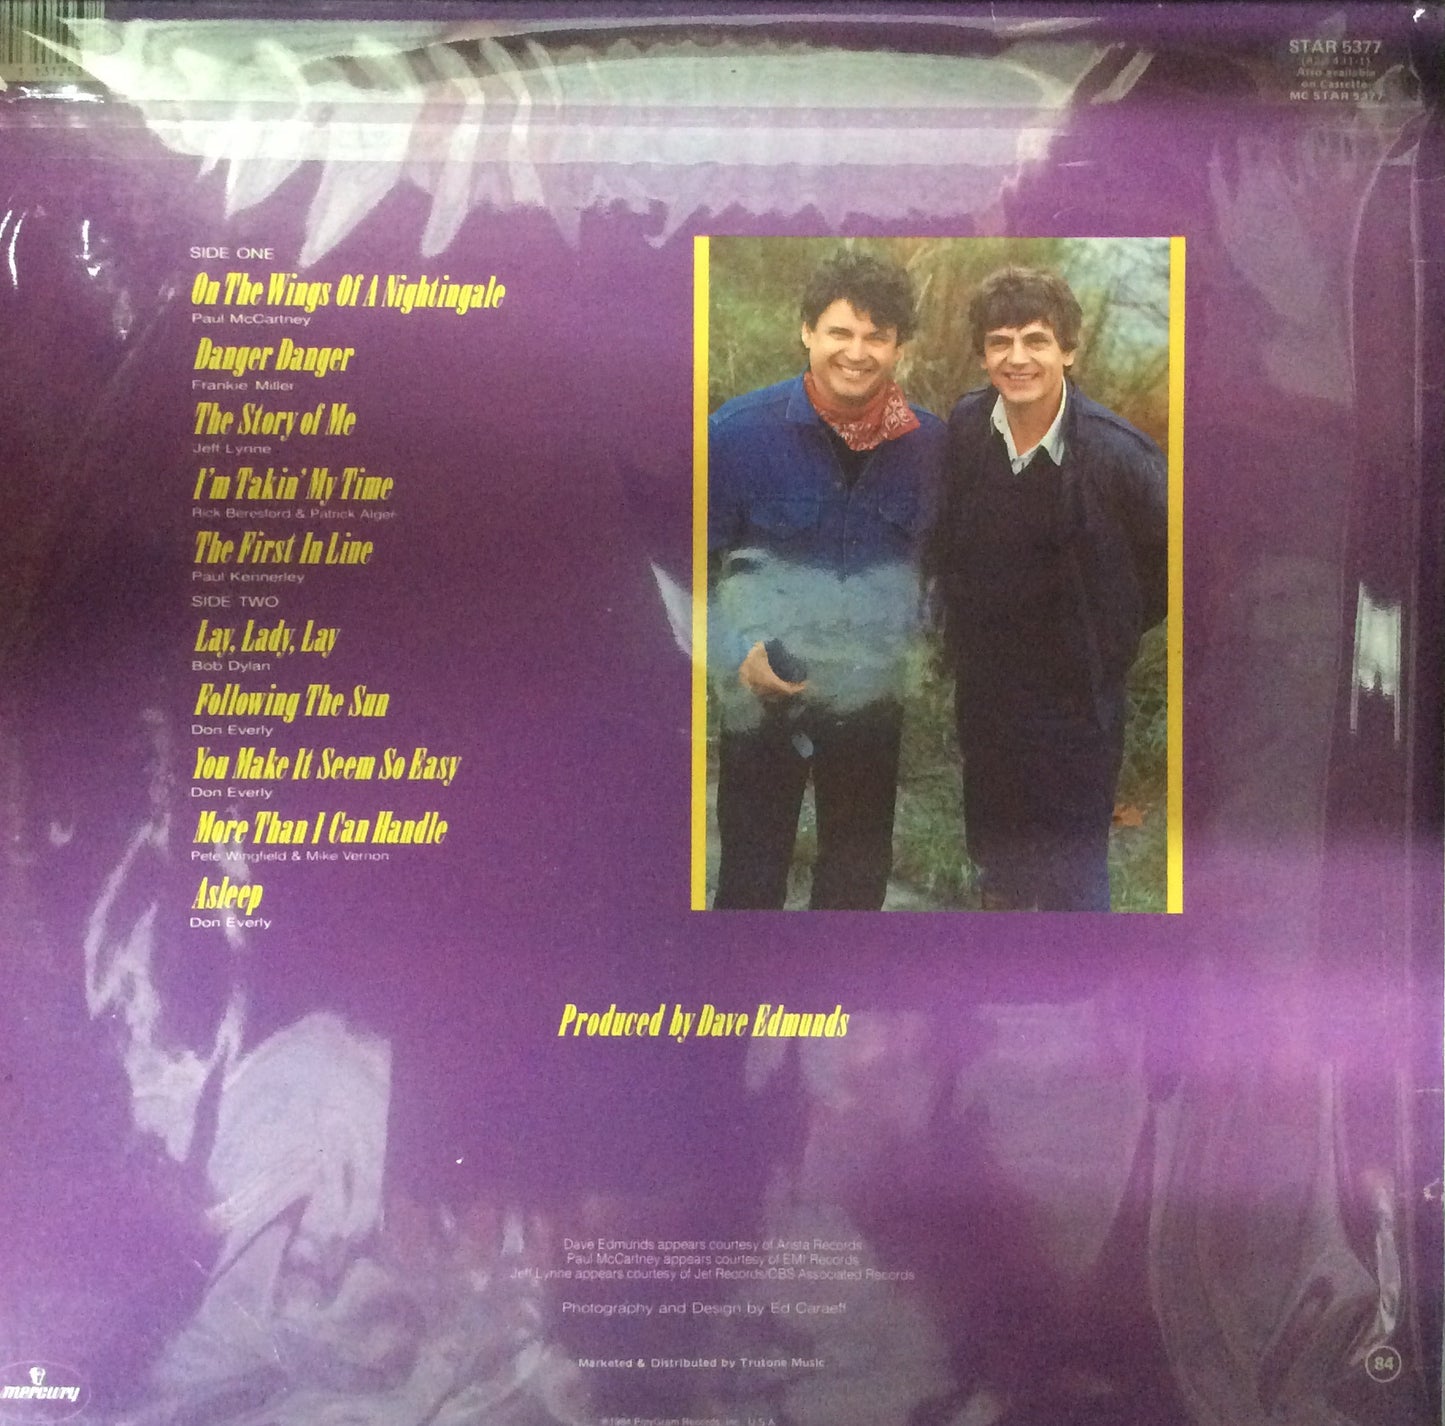 STAR 5377
Also available
on Cassette
MC STAR 5377
SIDE ONE
On The Wings Of A Nightingale
Paul McCartney
Danger Danger
Frankie Miller
The Story of Me
Jeff Lynne
I'm Takin' My Time
Rick Beresford & Patrick Alger
The First In Line
Paul Kennerley
SIDE TWO
Lay, Lady, Lay
Bob Dylan
Following The Sun
Don Everly
You Make It Seem So Easy
Don Everly
More Than I Can Handle
Pete Wingfield & Mike Vernon
Asleep
Don Everly
Produced by Dave Edmunds
Dave Edmunds appears courtesy of Arista Records
Paul McCartney appears courtesy of EMI Records
Jeff Lynne appears courtesy of Jet Records/CBS Associated Records
Photography and Design by Ed Caraeff
Marketed & Distributed by Trutone Music
84
mercury
℗1984 PolyGram Records, Inc. U.S.A.